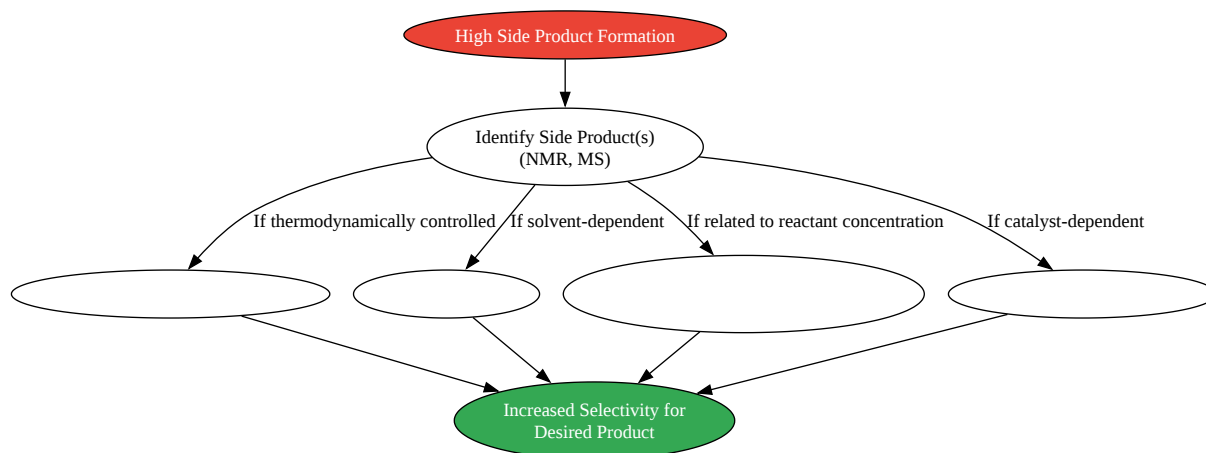 High Side Product Formation
Identify Side Product(s)
(NMR, MS)
If thermodynamically controlled
If solvent-dependent
If related to reactant concentration
If catalyst-dependent
Increased Selectivity for
Desired Product